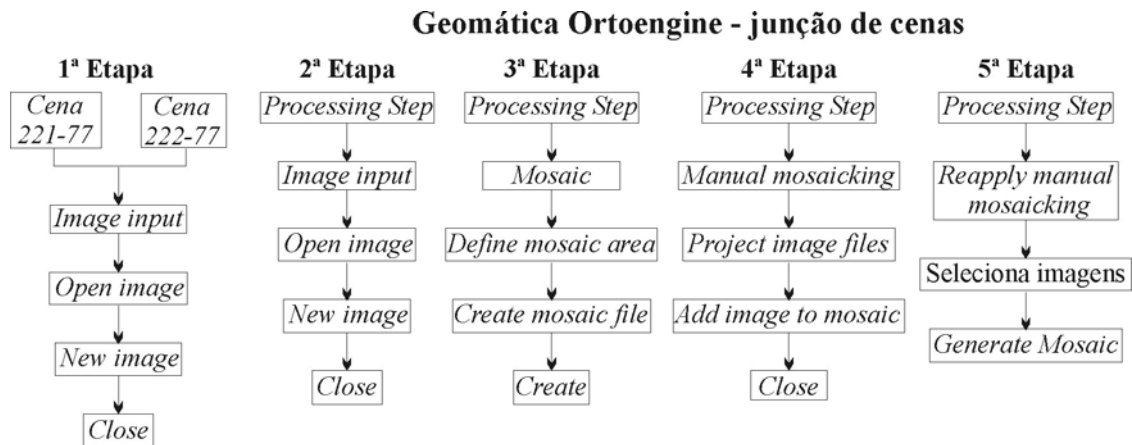 Geomática Ortoengine - junção de cenas
1ª Etapa
Cena
221-77
Cena
222-77
Image input
Open image
New image
Close
2ª Etapa
Processing Step
Image input
Open image
New image
Close
3ª Etapa
Processing Step
Mosaic
Define mosaic area
Create mosaic file
Create
4ª Etapa
Processing Step
Manual mosaicking
Project image files
Add image to mosaic
Close
5ª Etapa
Processing Step
Reapply manual
mosaicking
Seleciona imagens
Generate Mosaic